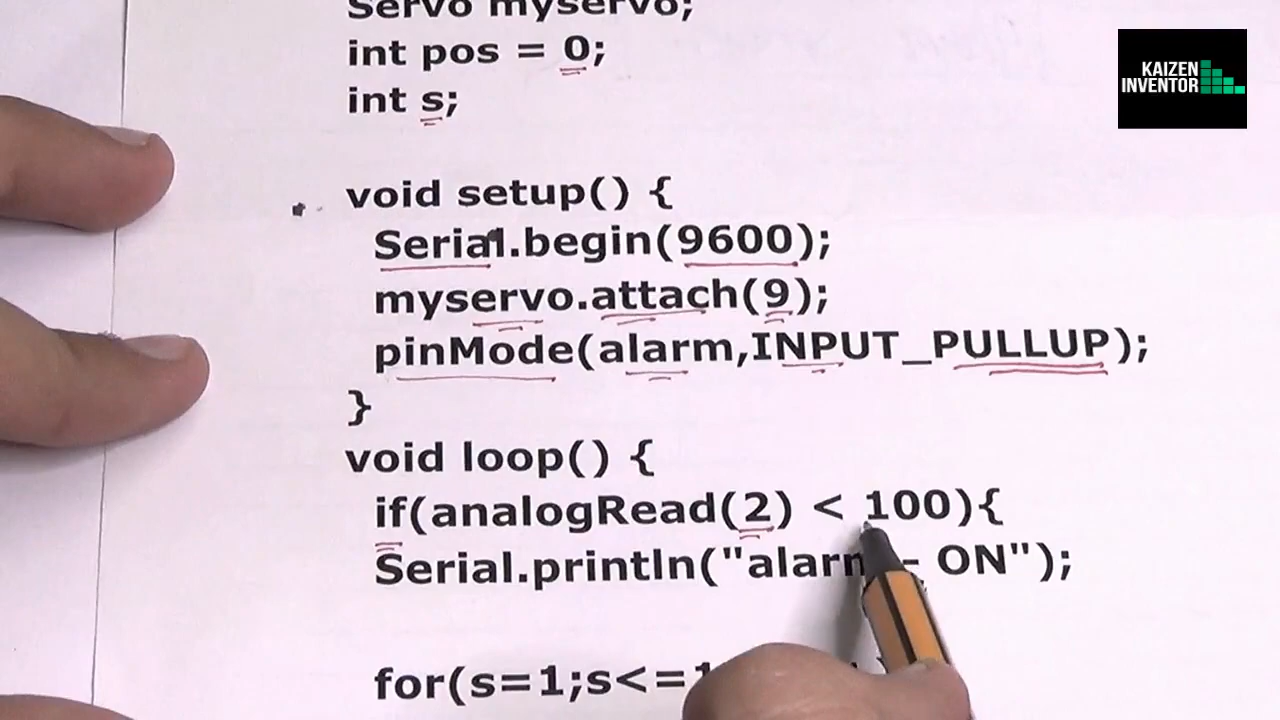 Servo myservo;
int pos = 0;
int s;
void setup() {
Serial.begin(9600);
myservo.attach(9);
pinMode(alarm,INPUT_PULLUP);
}
void loop() {
if(analogRead(2) < 100){
Serial.println("alarm - ON");
for(s=1;s<=1
KAIZEN
INVENTOR